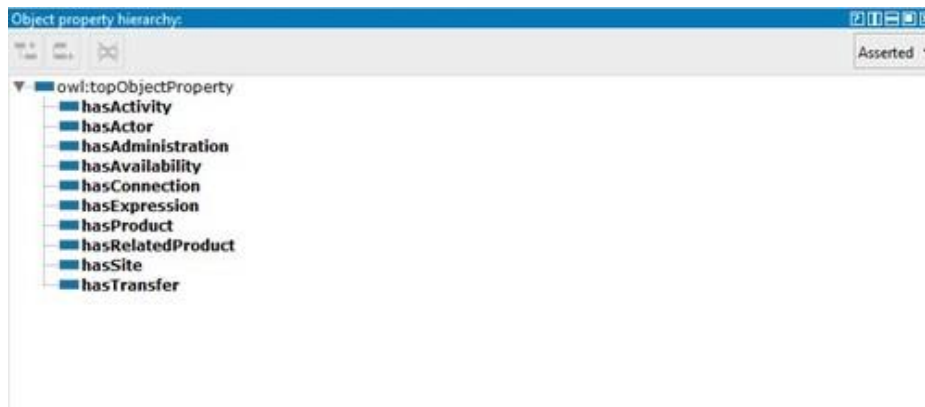 Object property hierarchy:
Asserted
owl:topObjectProperty
hasActivity
hasActor
hasAdministration
hasAvailability
hasConnection
hasExpression
hasProduct
hasRelatedProduct
hasSite
hasTransfer